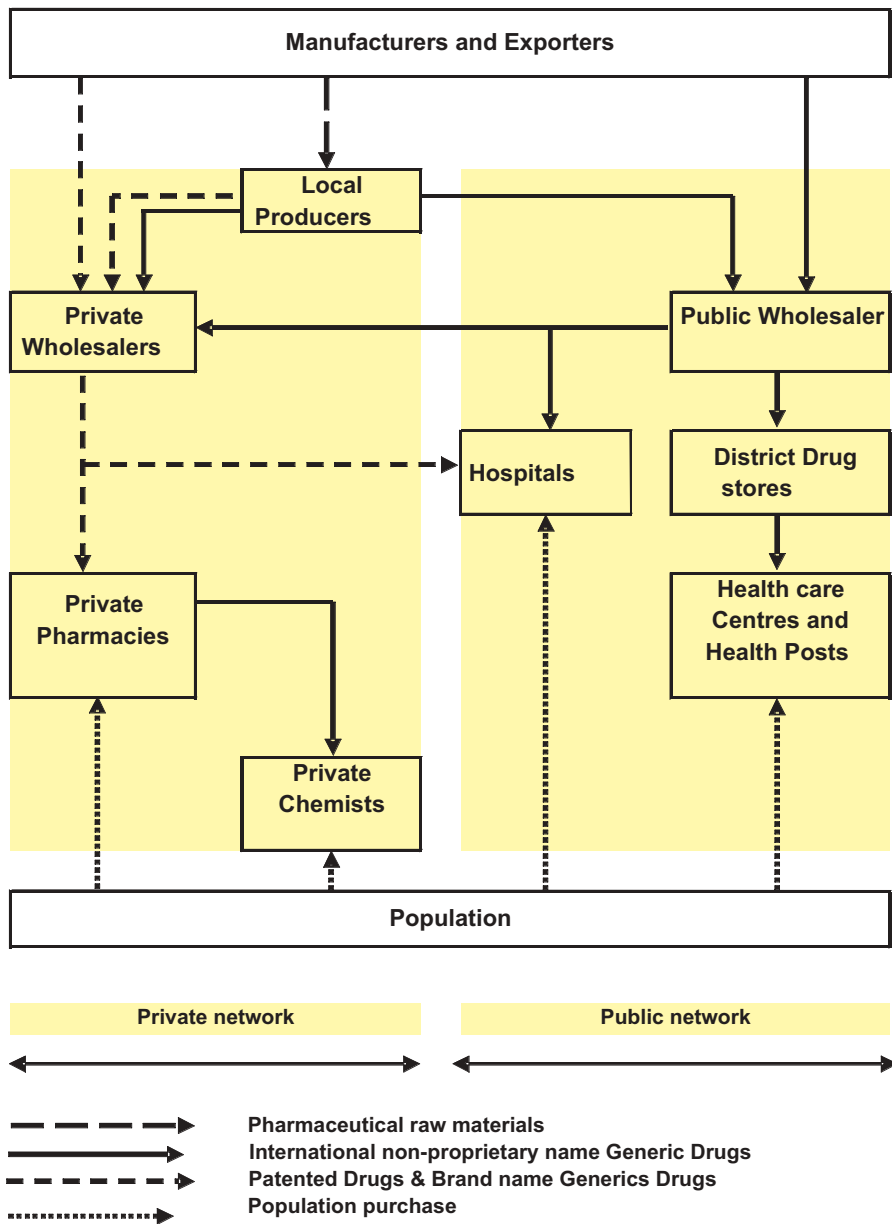 Manufacturers and Exporters
Local
Producers
Private
Wholesalers
Public Wholesaler
Hospitals
District Drug
stores
Private
Pharmacies
Health care
Centres and
Health Posts
Private
Chemists
Population
Private network
Public network
Pharmaceutical raw materials
International non-proprietary name Generic Drugs
Patented Drugs & Brand name Generics Drugs
Population purchase